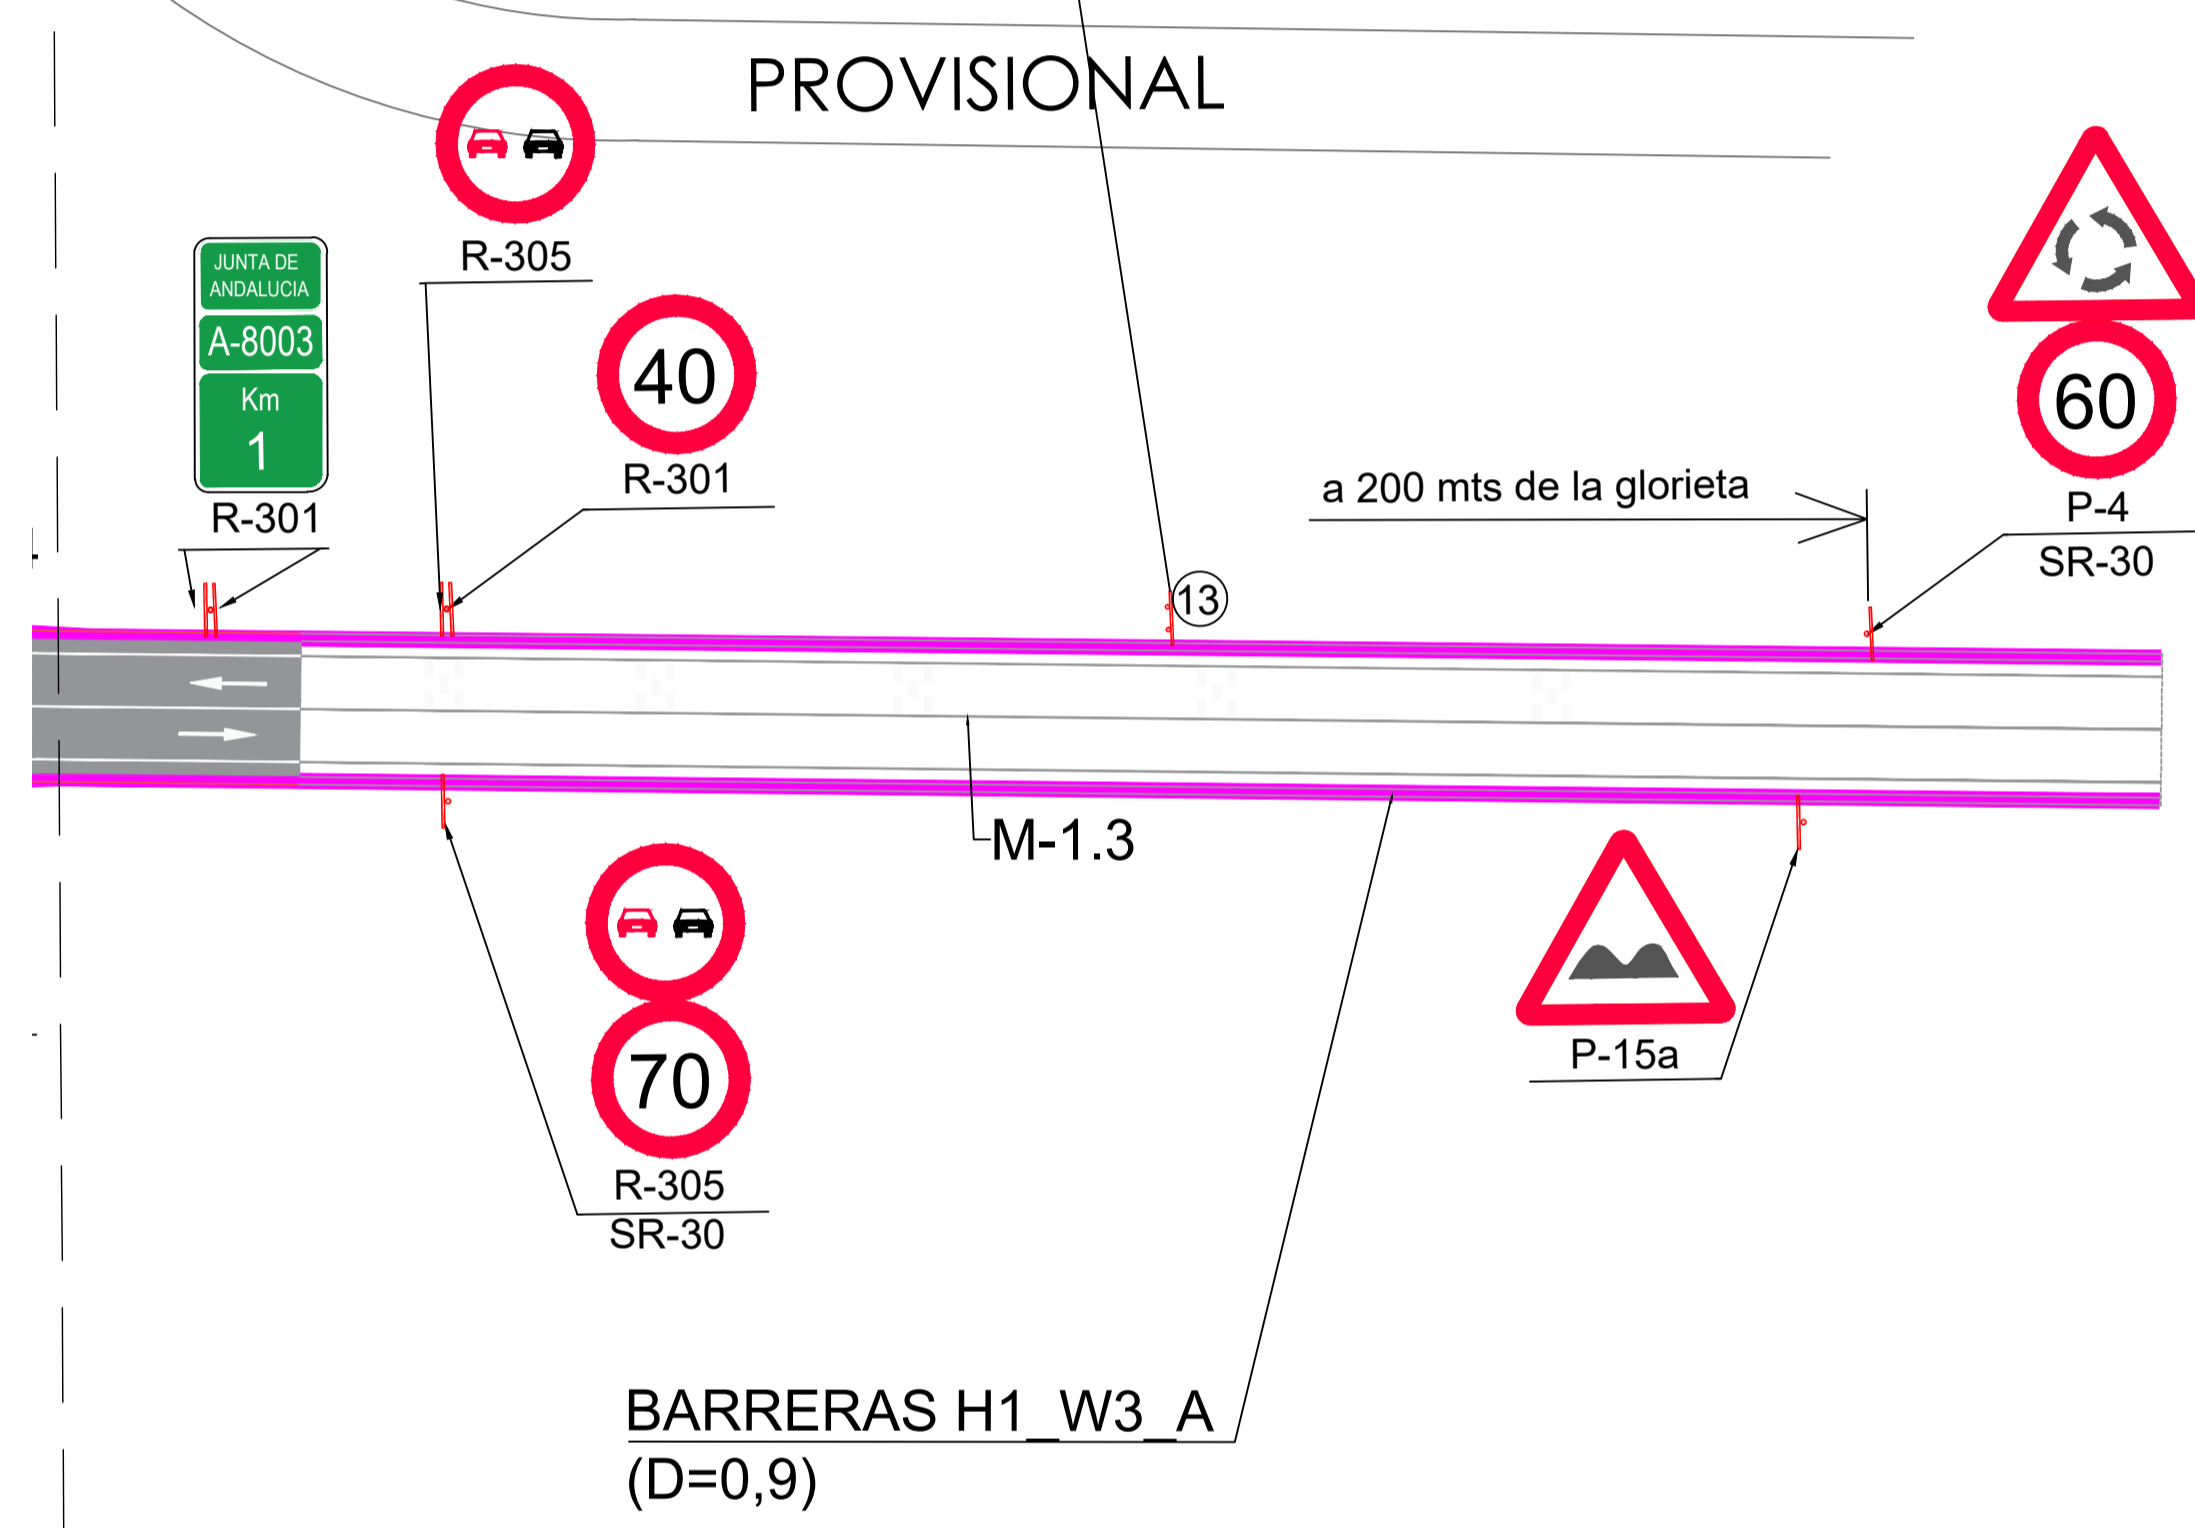 PROVISIONAL
R-305
JUNTA DE
ANDALUCIA
A-8003
Km
1
R-301
40
R-301
a 200 mts de la glorieta
60
P-4
SR-30
13
M-1.3
70
R-305
SR-30
P-15a
BARRERAS H1_W3_A
(D=0,9)